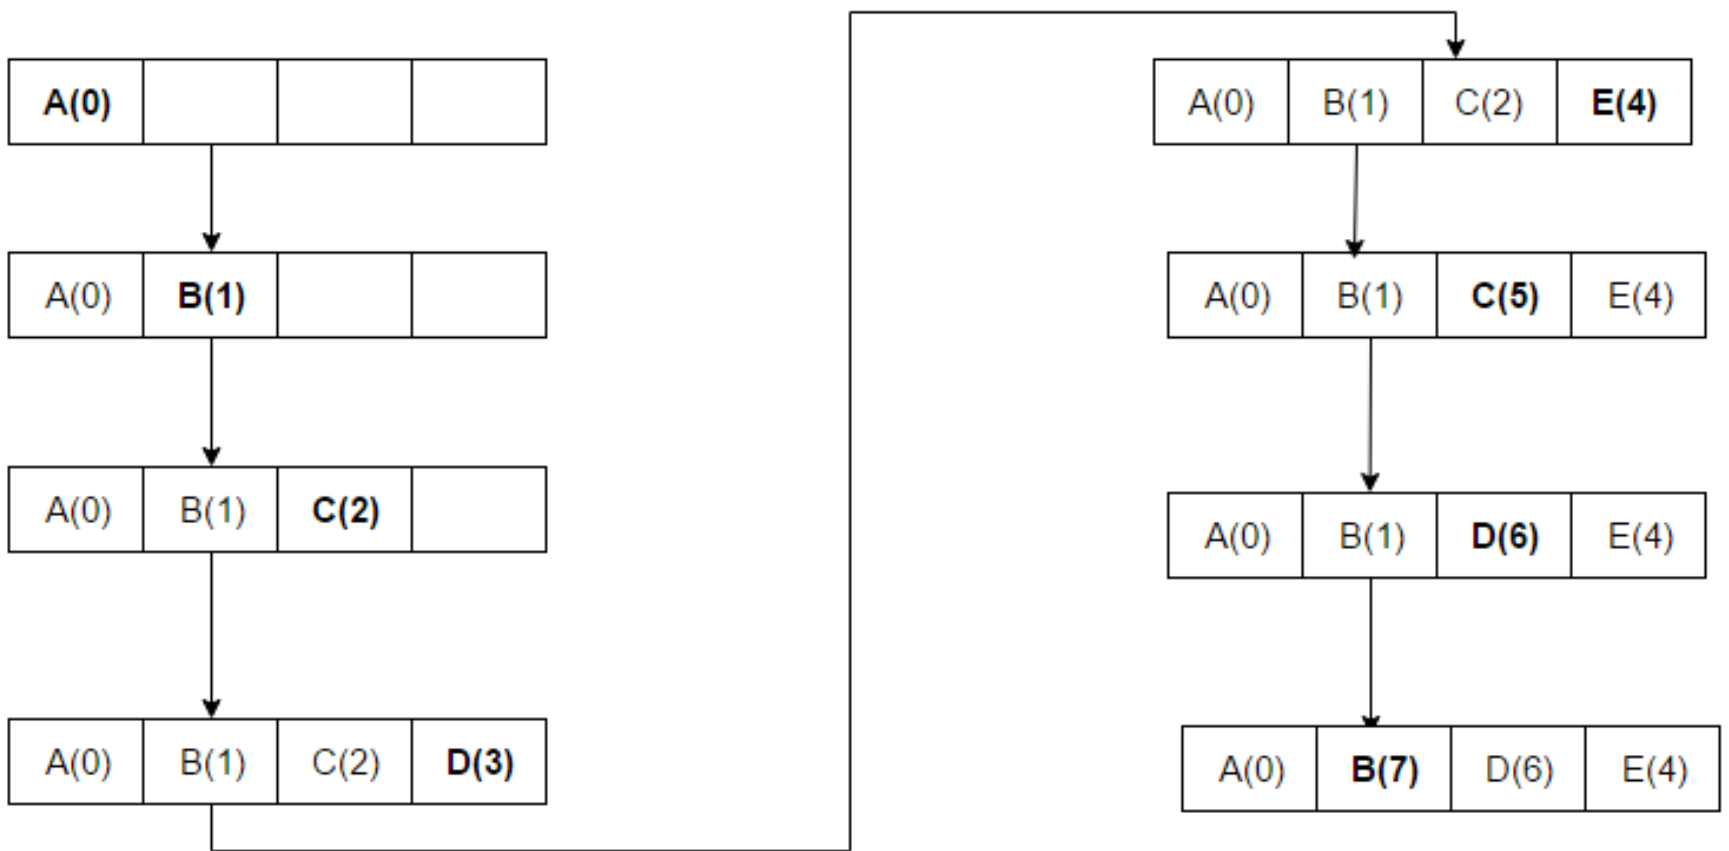 A(0)
A(0) B(1)
A(0) B(1) C(2)
A(0) B(1) C(2) D(3)
A(0) B(1) C(2) E(4)
A(0) B(1) C(5) E(4)
A(0) B(1) D(6) E(4)
A(0) B(7) D(6) E(4)